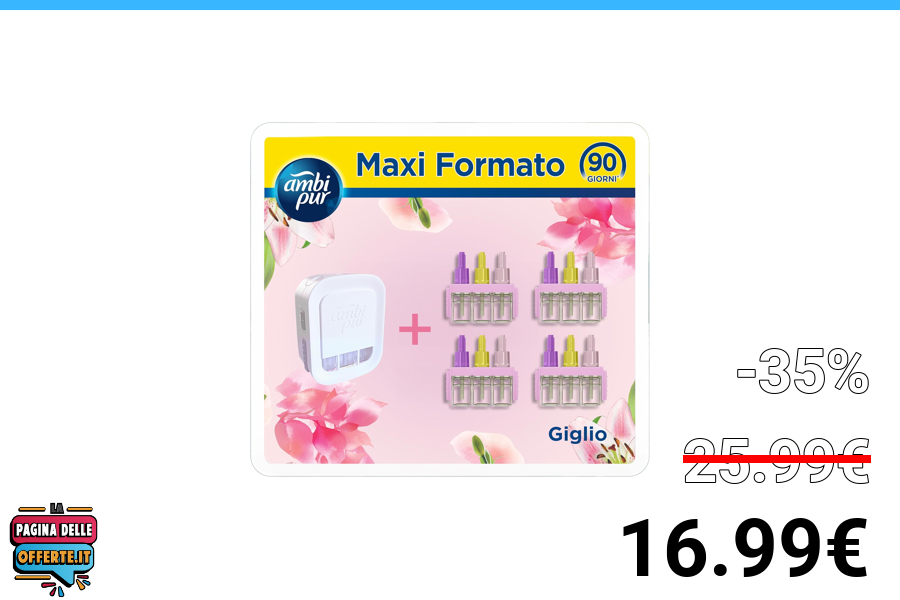 Maxi Formato
90
GIORNI*
ambi
pur
ambi
pur
Giglio
-35%
25.99€
16.99€
LA
PAGINA DELLE
OFFERTE.IT